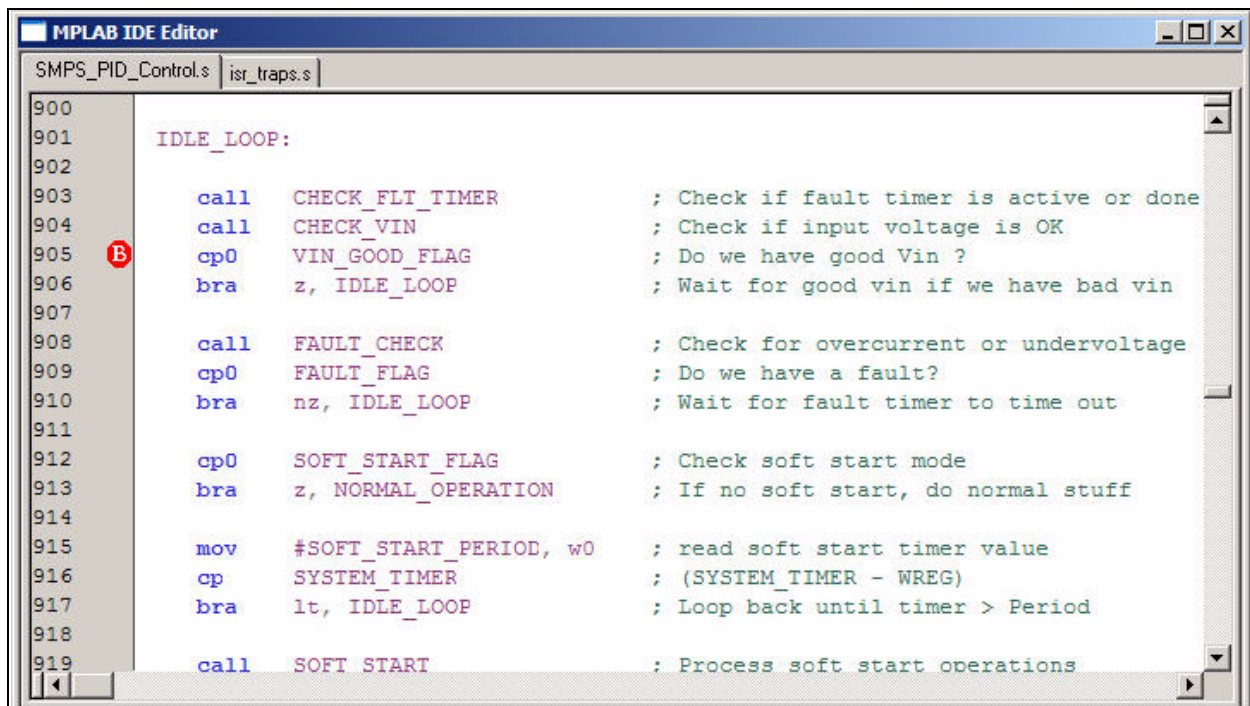 MPLAB IDE Editor
SMPS_PID_Control.s isr_traps.s
900
901 IDLE_LOOP:
902
903 call CHECK_FLT_TIMER ; Check if fault timer is active or done
904 call CHECK_VIN ; Check if input voltage is OK
905 B cp0 VIN_GOOD_FLAG ; Do we have good Vin ?
906 bra z, IDLE_LOOP ; Wait for good vin if we have bad vin
907
908 call FAULT_CHECK ; Check for overcurrent or undervoltage
909 cp0 FAULT_FLAG ; Do we have a fault?
910 bra nz, IDLE_LOOP ; Wait for fault timer to time out
911
912 cp0 SOFT_START_FLAG ; Check soft start mode
913 bra z, NORMAL_OPERATION ; If no soft start, do normal stuff
914
915 mov #SOFT_START_PERIOD, w0 ; read soft start timer value
916 cp SYSTEM_TIMER ; (SYSTEM_TIMER - WREG)
917 bra lt, IDLE_LOOP ; Loop back until timer > Period
918
919 call SOFT_START ; Process soft start operations